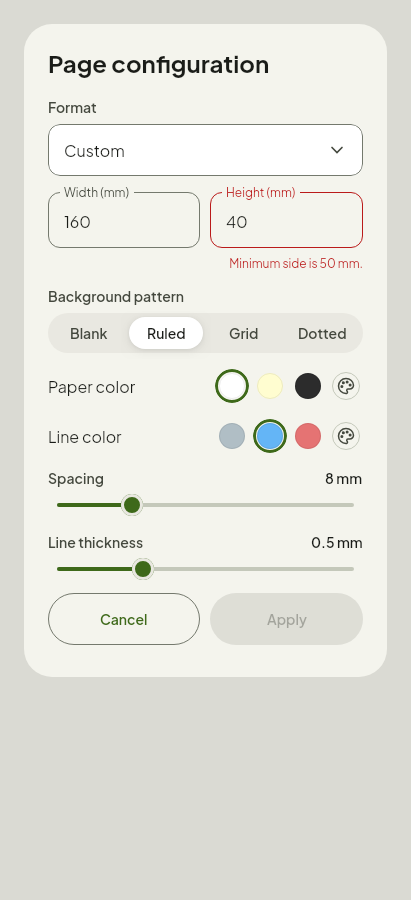 Page configuration
Format
Custom
Width (mm) Height (mm)
160 40
Minimum side is 50 mm.
Background pattern
Blank Ruled Grid Dotted
Paper color
Line color
Spacing 8 mm
Line thickness 0.5 mm
Cancel Apply